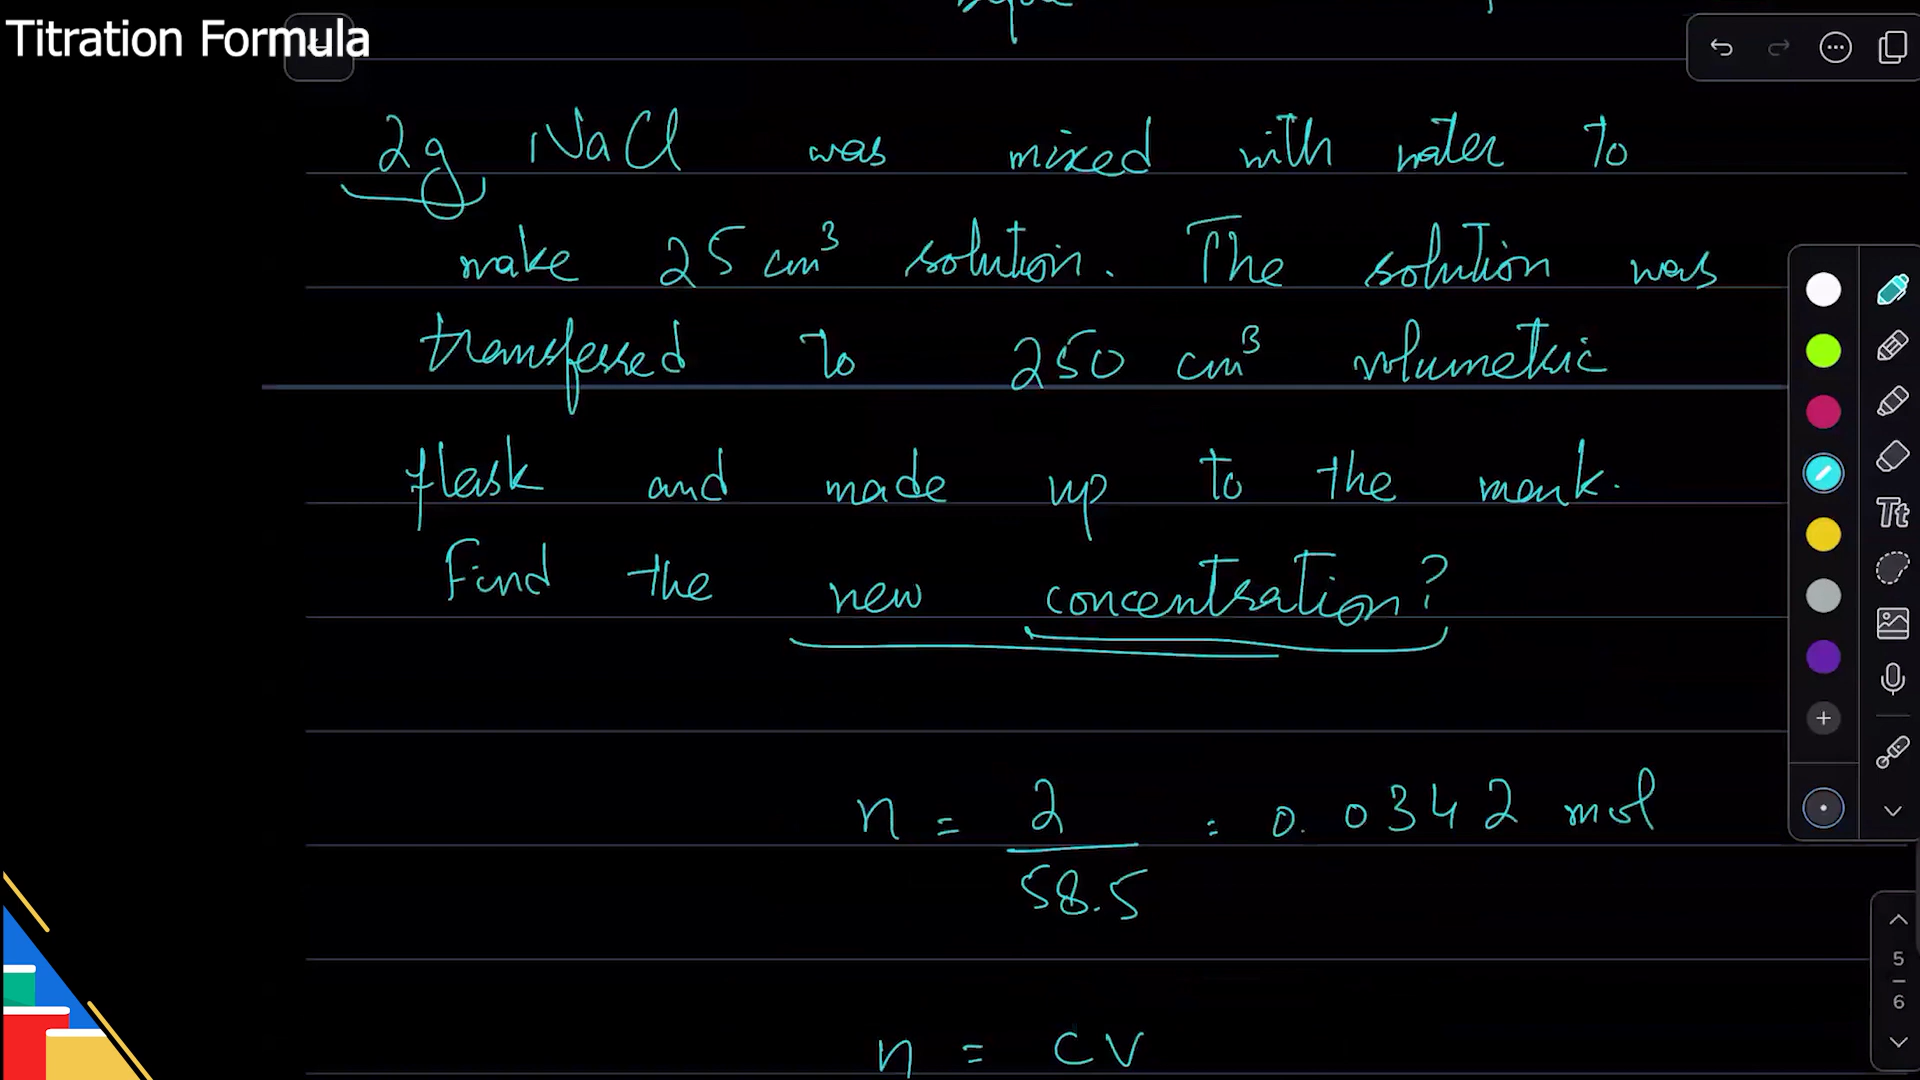 Titration Formula
2g NaCl was mixed with water to
make 25 cm³ solution. The solution was
transferred to 250 cm³ volumetric
flask and made up to the mark.
Find the new concentration?
n = 2 / 58.5 = 0.0342 mol
n = CV
Tt
5
6